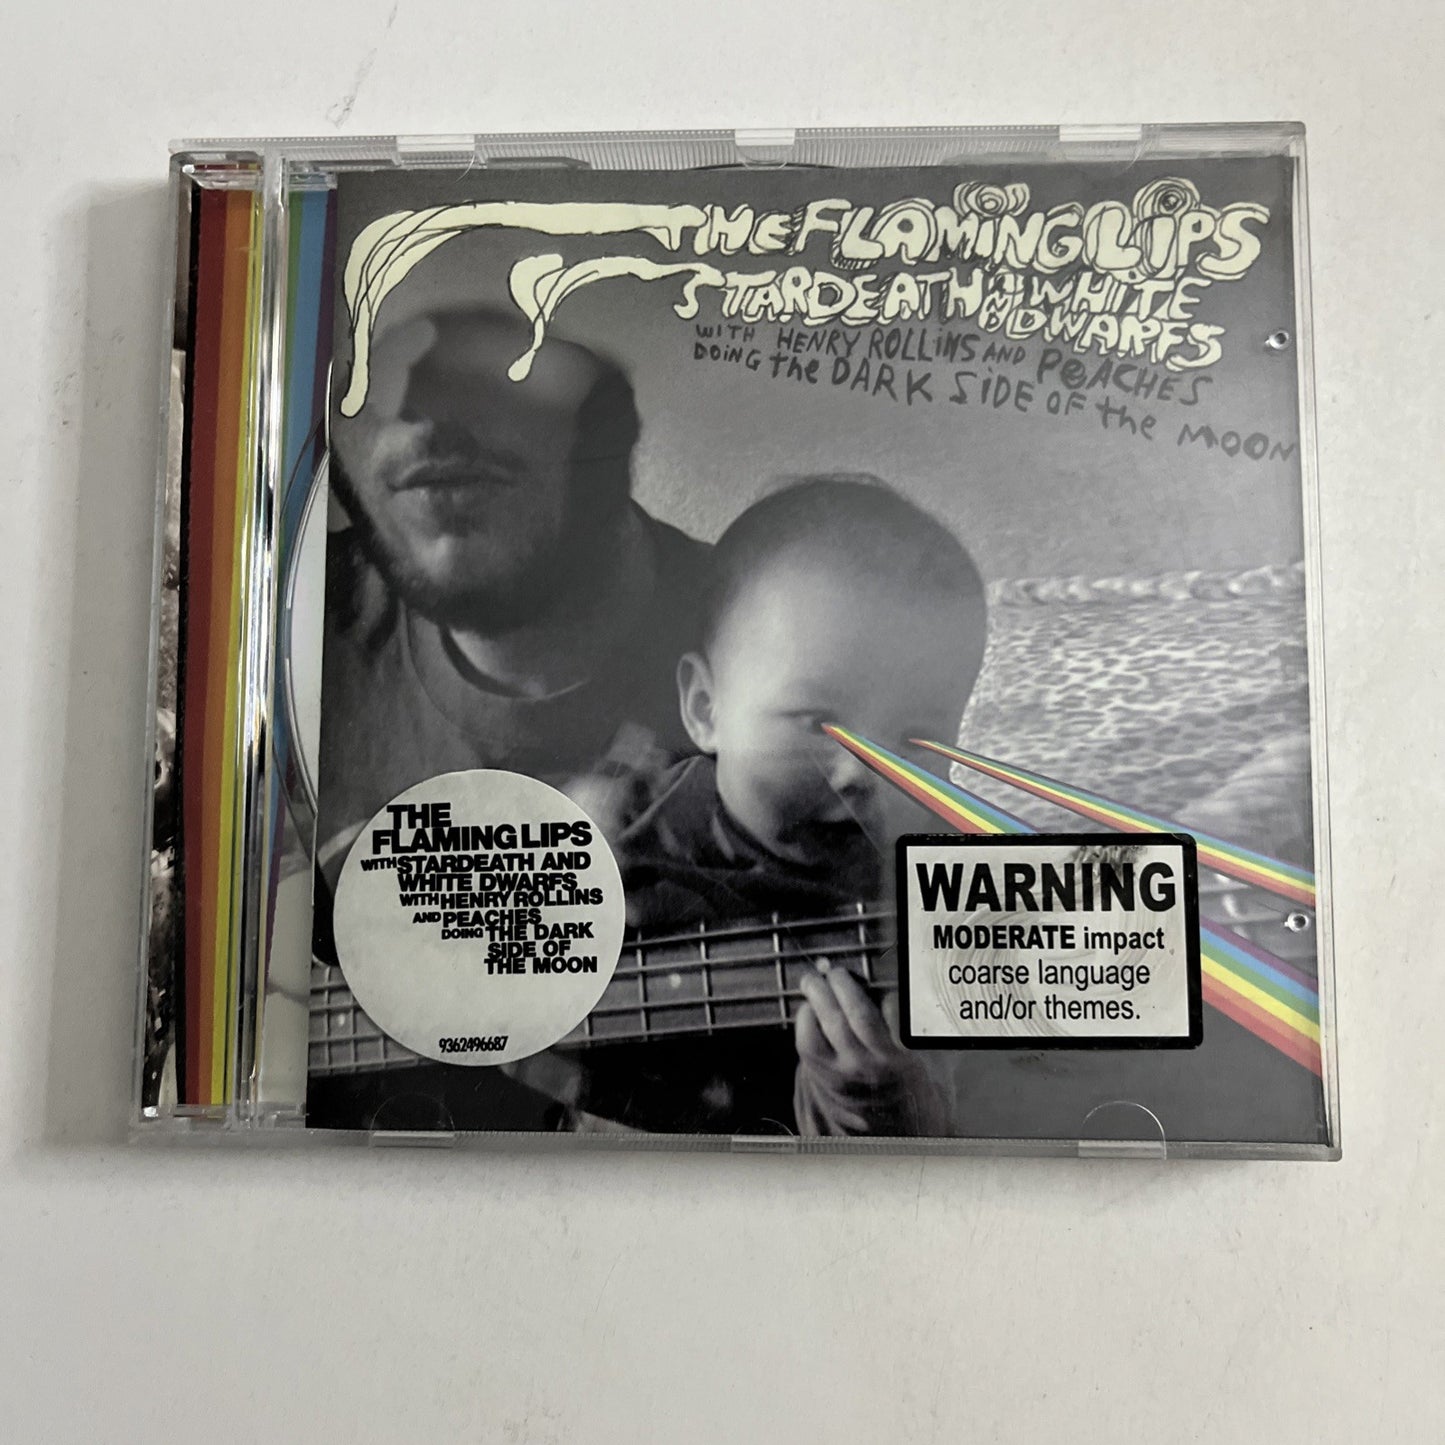 THE FLAMING LIPS
STARDEATH AND WHITE DWARFS
WITH HENRY ROLLINS AND PEACHES
DOING the DARK SIDE OF the MOON
THE
FLAMING LIPS
WITH STARDEATH AND
WHITE DWARFS
WITH HENRY ROLLINS
AND PEACHES
DOING THE DARK
SIDE OF
THE MOON
9362496687
WARNING
MODERATE impact
coarse language
and/or themes.